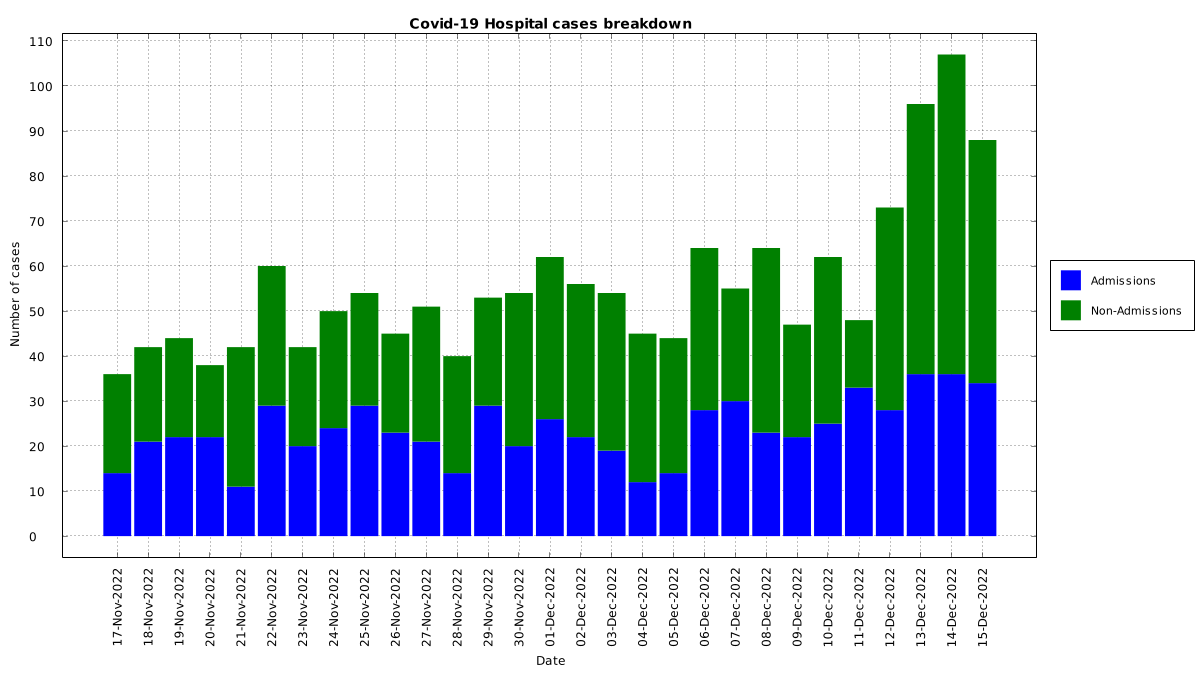 Covid-19 Hospital cases breakdown
110
100
90
80
70
60
50
40
30
20
10
0
Number of cases
17-Nov-2022
18-Nov-2022
19-Nov-2022
20-Nov-2022
21-Nov-2022
22-Nov-2022
23-Nov-2022
24-Nov-2022
25-Nov-2022
26-Nov-2022
27-Nov-2022
28-Nov-2022
29-Nov-2022
30-Nov-2022
01-Dec-2022
02-Dec-2022
03-Dec-2022
04-Dec-2022
05-Dec-2022
06-Dec-2022
07-Dec-2022
08-Dec-2022
09-Dec-2022
10-Dec-2022
11-Dec-2022
12-Dec-2022
13-Dec-2022
14-Dec-2022
15-Dec-2022
Date
Admissions
Non-Admissions